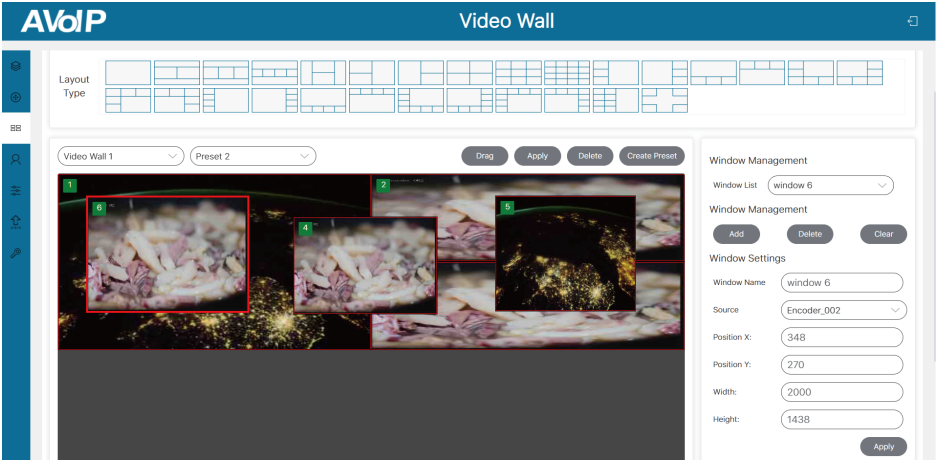 AVoIP
Video Wall
Layout
Type
Video Wall 1
Preset 2
Drag
Apply
Delete
Create Preset
1
2
6
4
5
Window Management
Window List
window 6
Window Management
Add
Delete
Clear
Window Settings
Window Name
window 6
Source
Encoder_002
Position X:
348
Position Y:
270
Width:
2000
Height:
1438
Apply